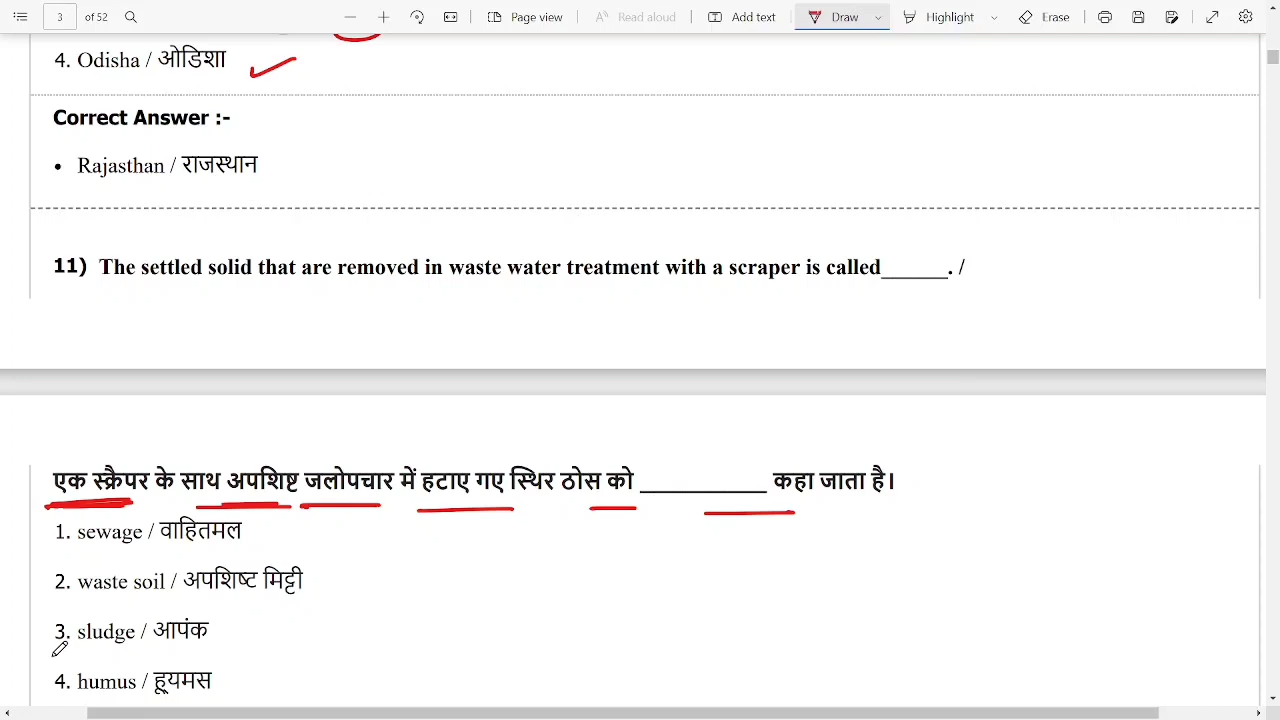 3 of 52 Page view Read aloud Add text Draw Highlight Erase
4. Odisha / ओडिशा
Correct Answer :-
• Rajasthan / राजस्थान
11) The settled solid that are removed in waste water treatment with a scraper is called______. /
एक स्क्रैपर के साथ अपशिष्ट जलोपचार में हटाए गए स्थिर ठोस को ___________ कहा जाता है।
1. sewage / वाहितमल
2. waste soil / अपशिष्ट मिट्टी
3. sludge / आपंक
4. humus / ह्यूमस